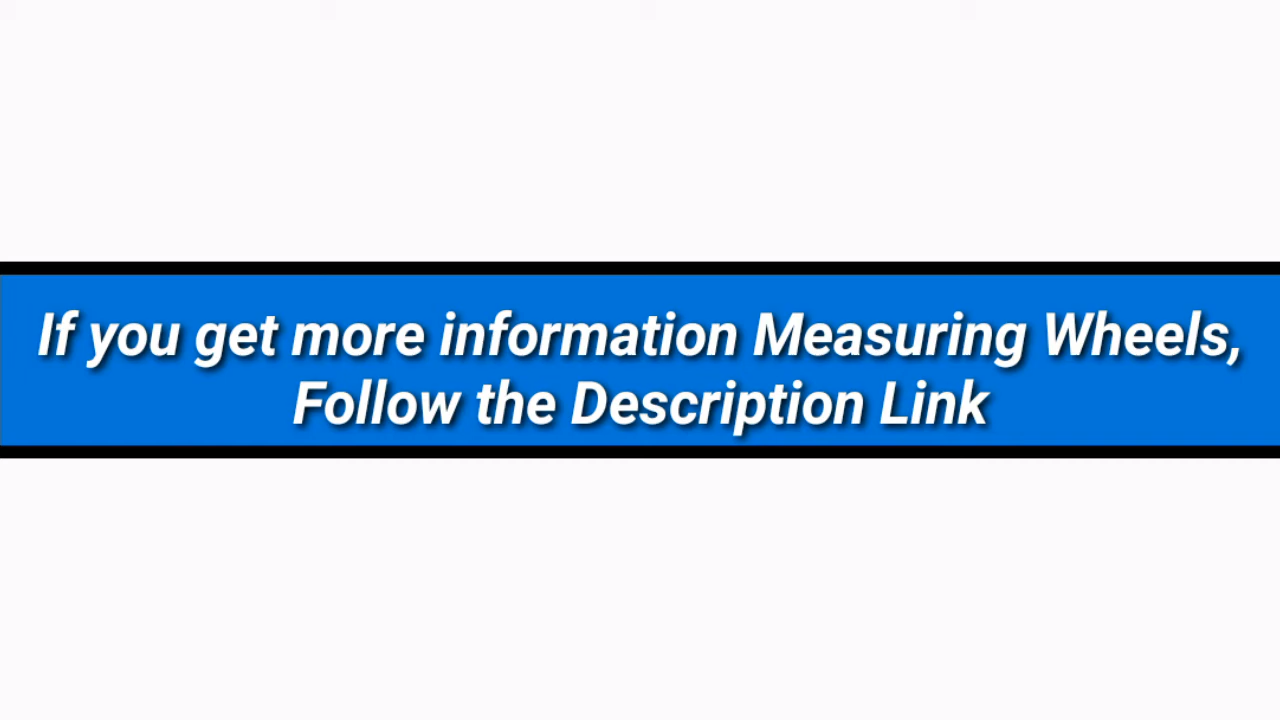 If you get more information Measuring Wheels,
Follow the Description Link